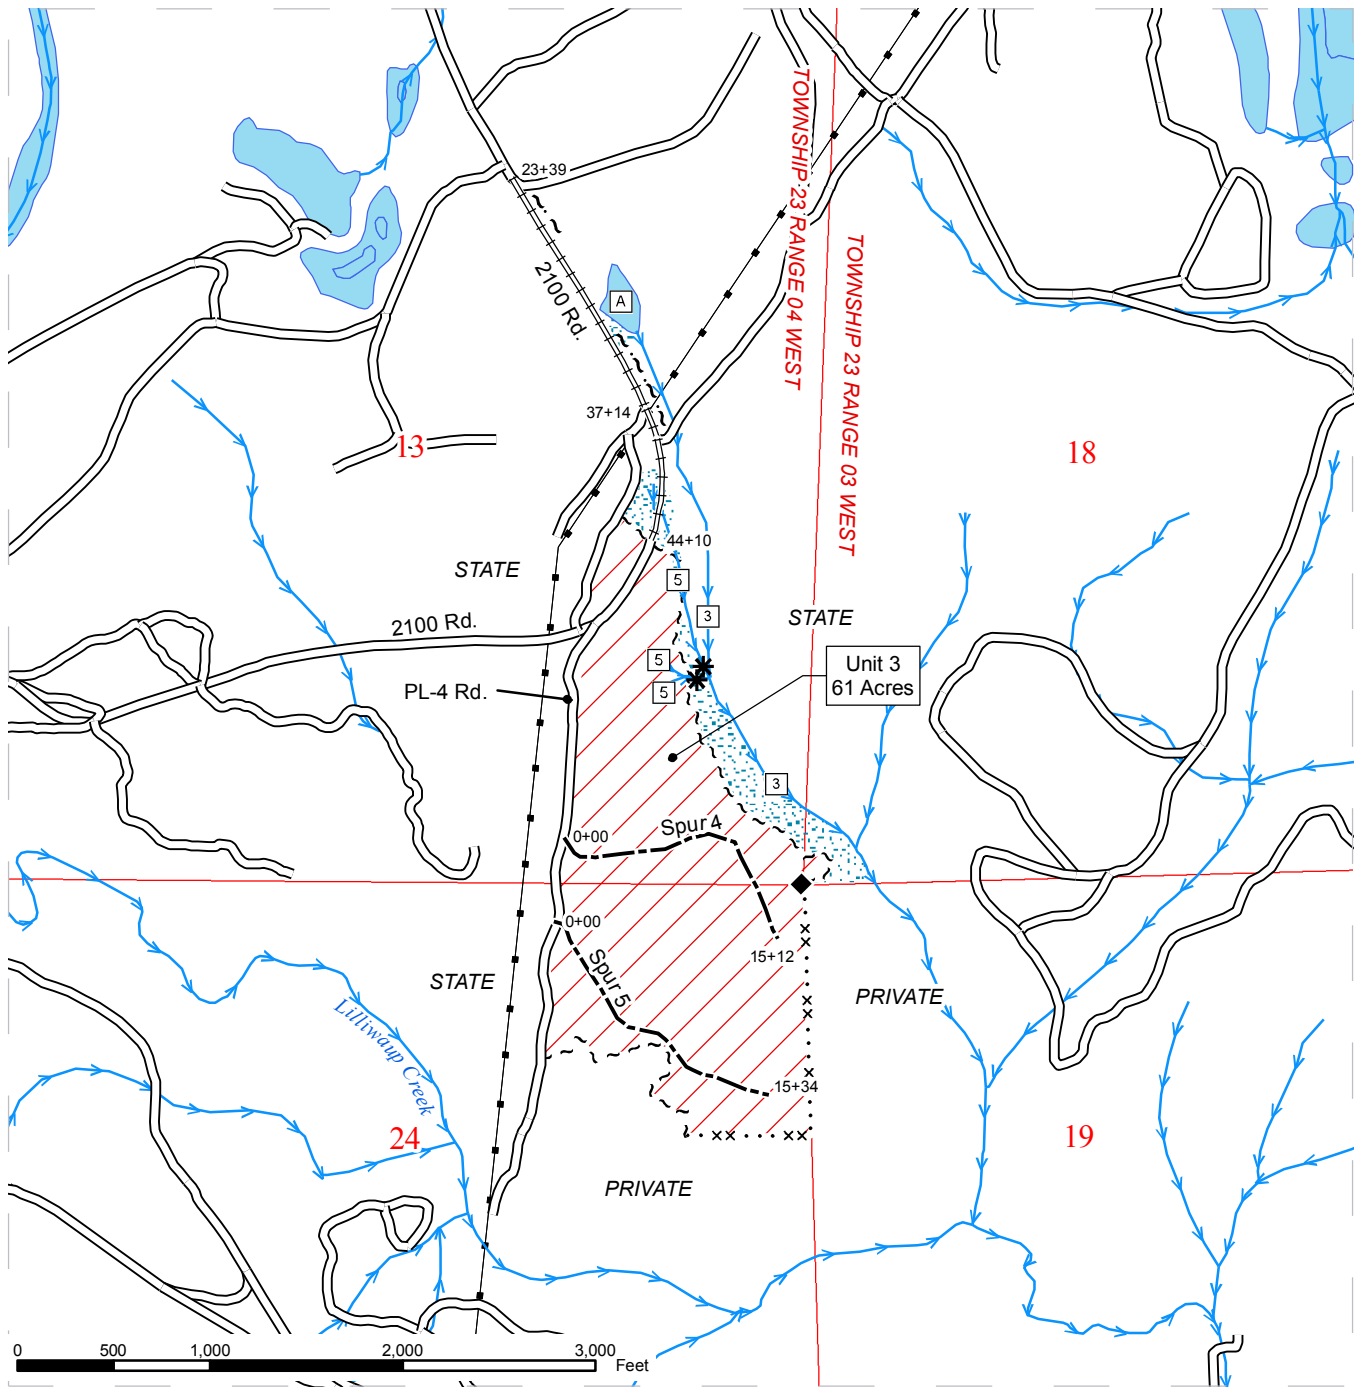 23+39
TOWNSHIP 23 RANGE 04 WEST
TOWNSHIP 23 RANGE 03 WEST
2100 Rd.
A
37+14
13
18
44+10
STATE
5
3
STATE
2100 Rd.
5
Unit 3
61 Acres
PL-4 Rd.
5
3
0+00
Spur 4
0+00
15+12
Spur 5
STATE
PRIVATE
Lilliwaup Creek
15+34
24
19
PRIVATE
0 500 1,000 2,000 3,000
Feet